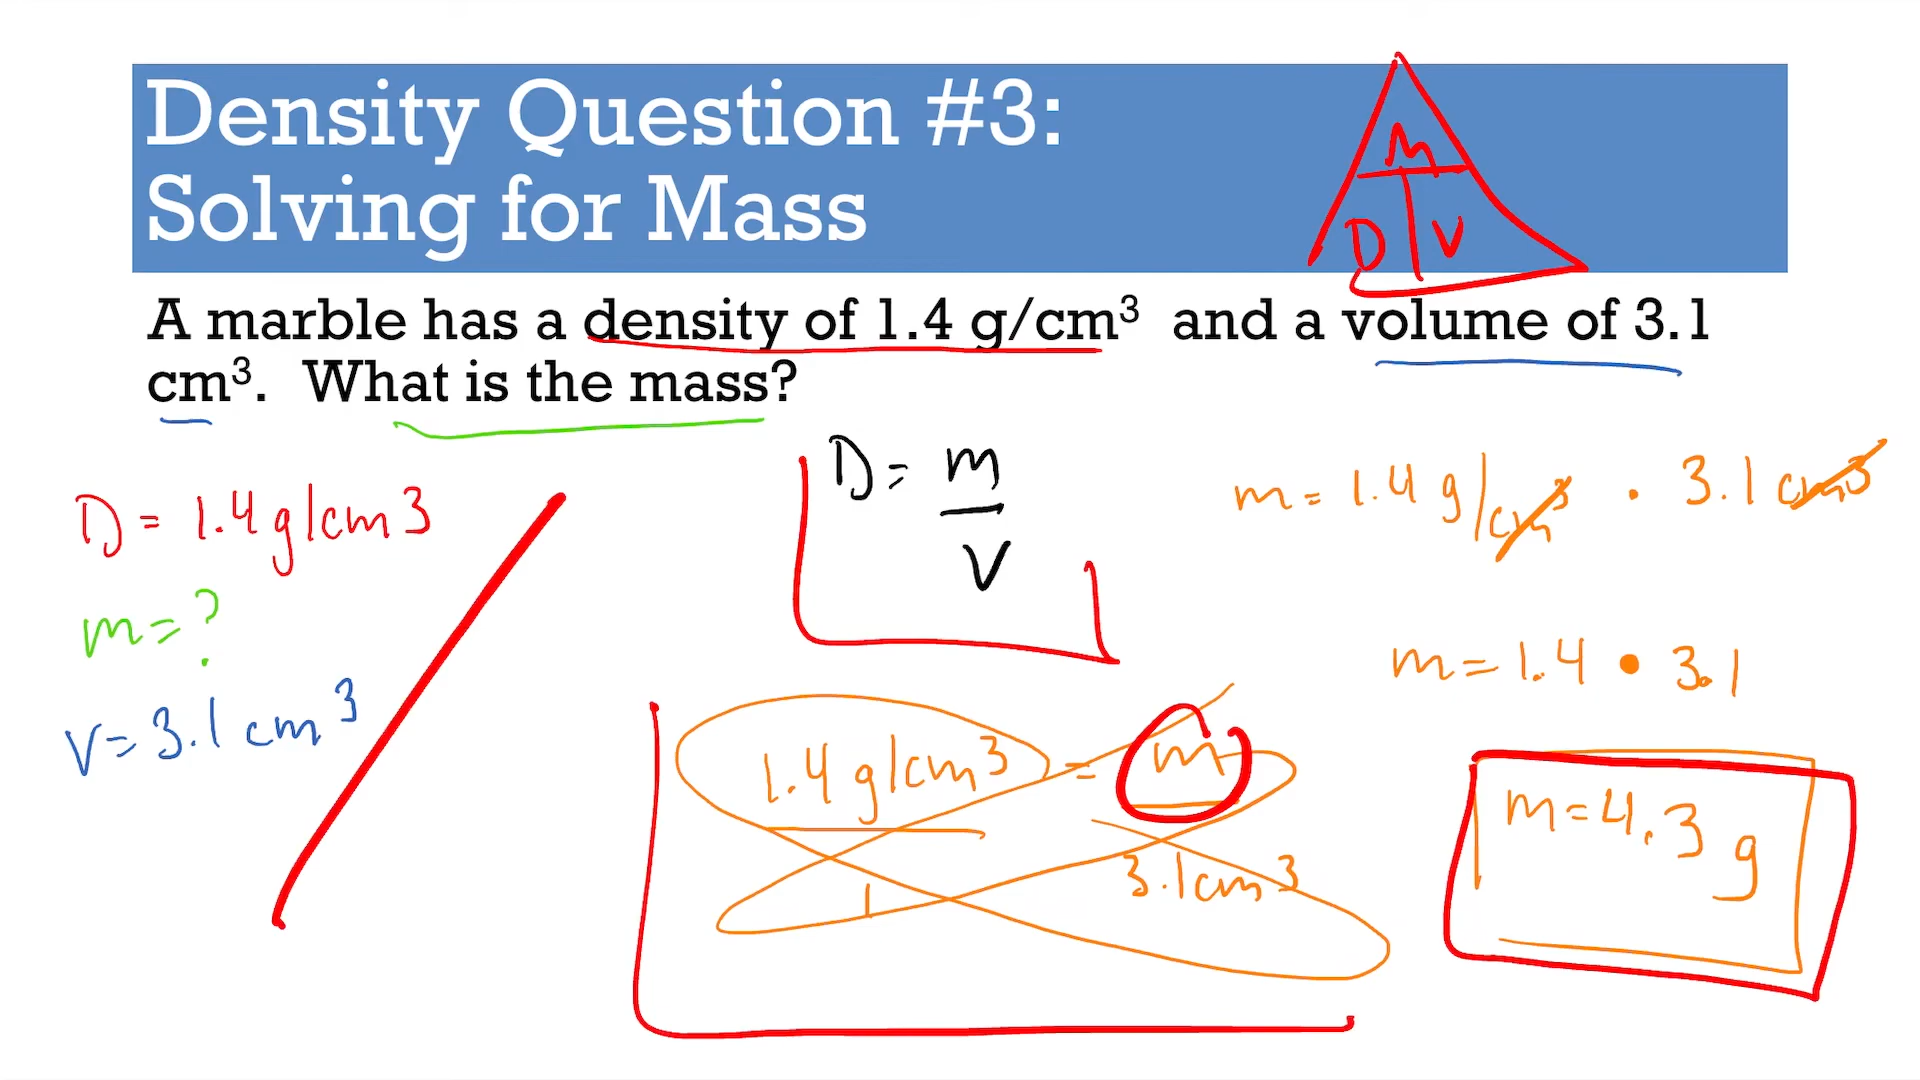 Density Question #3:
Solving for Mass
M
D V
A marble has a density of 1.4 g/cm³ and a volume of 3.1
cm³. What is the mass?
D = 1.4 g/cm3
m = ?
V = 3.1 cm3
D = m
V
1.4 g/cm3 = m
1 3.1cm3
m = 1.4 g/cm3 • 3.1 cm3
m = 1.4 • 3.1
m = 4.3 g